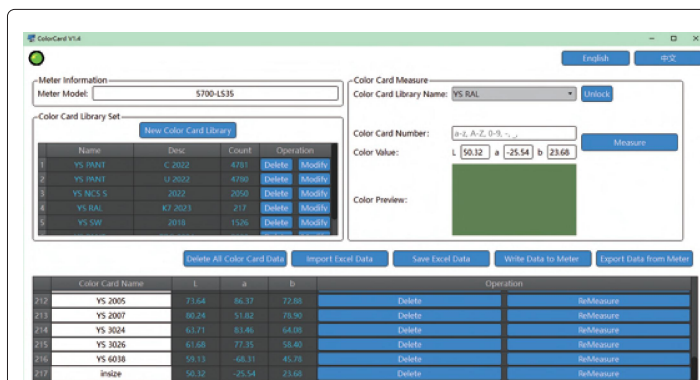 ColorCard V1.4
English 中文
Meter Information
Meter Model: S700-LS35
Color Card Library Set
New Color Card Library
Name Desc Count Operation
1 YS PANT C 2022 4781 Delete Modify
2 YS PANT U 2022 4780 Delete Modify
3 YS NCS S 2022 2050 Delete Modify
4 YS RAL K7 2023 217 Delete Modify
5 YS SW 2018 1526 Delete Modify
Color Card Measure
Color Card Library Name: YS RAL Unlock
Color Card Number: a-z, A-Z, 0-9, -, _,
Color Value: L 50.32 a -25.54 b 23.68
Measure
Color Preview:
Delete All Color Card Data Import Excel Data Save Excel Data Write Data to Meter Export Data from Meter
Color Card Name L a b Operation
212 YS 2005 73.64 86.37 72.88 Delete ReMeasure
213 YS 2007 80.24 51.82 78.90 Delete ReMeasure
214 YS 3024 63.71 83.46 64.08 Delete ReMeasure
215 YS 3026 61.68 77.35 58.40 Delete ReMeasure
216 YS 6038 59.13 -68.31 45.78 Delete ReMeasure
217 insize 50.32 -25.54 23.68 Delete ReMeasure